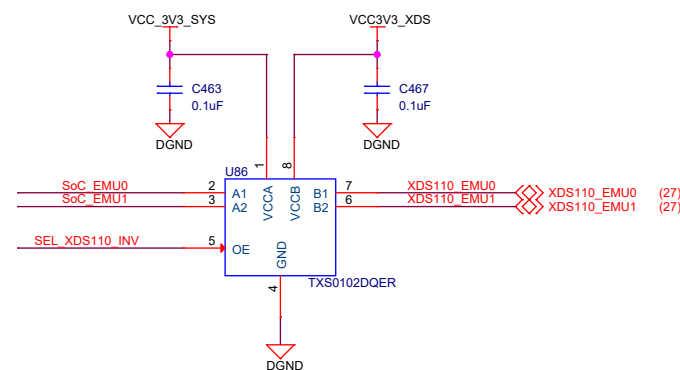 VCC_3V3_SYS
VCC3V3_XDS
C463
0.1uF
C467
0.1uF
DGND
DGND
1
8
U86
SoC_EMU0
2
A1
VCCA
VCCB
B1
7
XDS110_EMU0
XDS110_EMU0
(27)
SoC_EMU1
3
A2
B2
6
XDS110_EMU1
XDS110_EMU1
(27)
SEL_XDS110_INV
5
OE
GND
4
TXS0102DQER
DGND